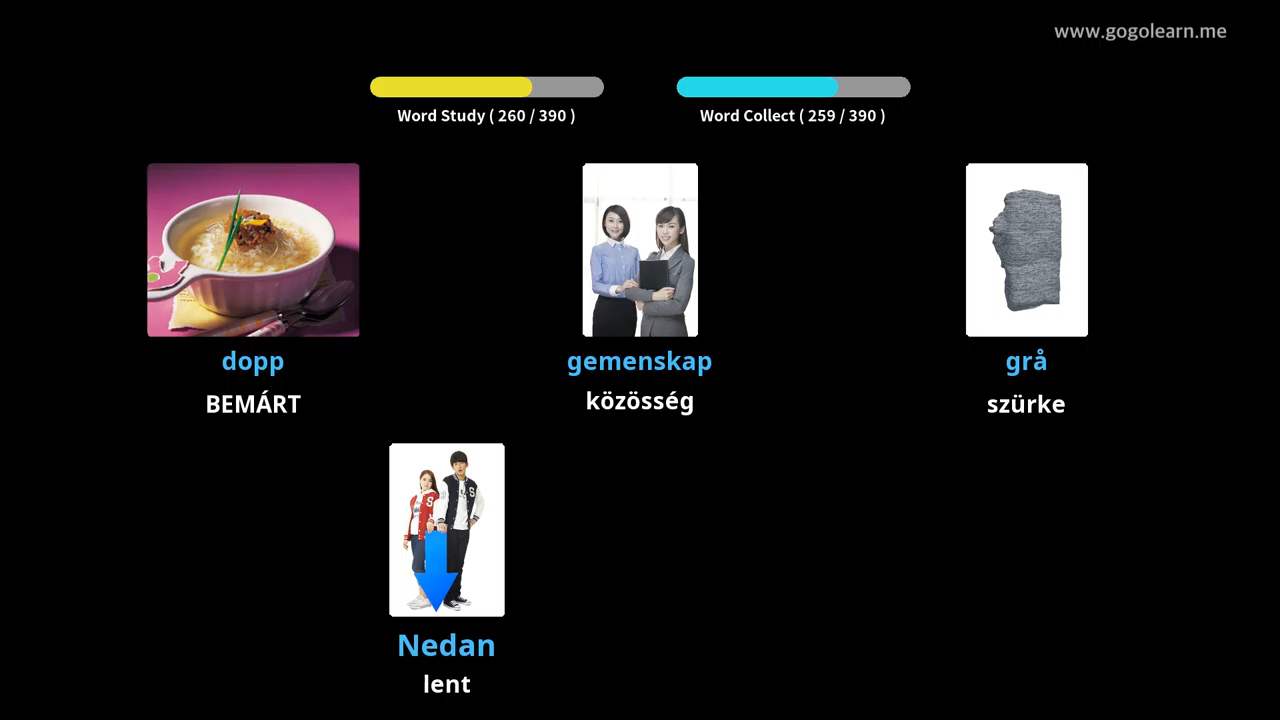 www.gogolearn.me
Word Study ( 260 / 390 )
Word Collect ( 259 / 390 )
dopp
BEMÁRT
gemenskap
közösség
grå
szürke
S
S
Nedan
lent